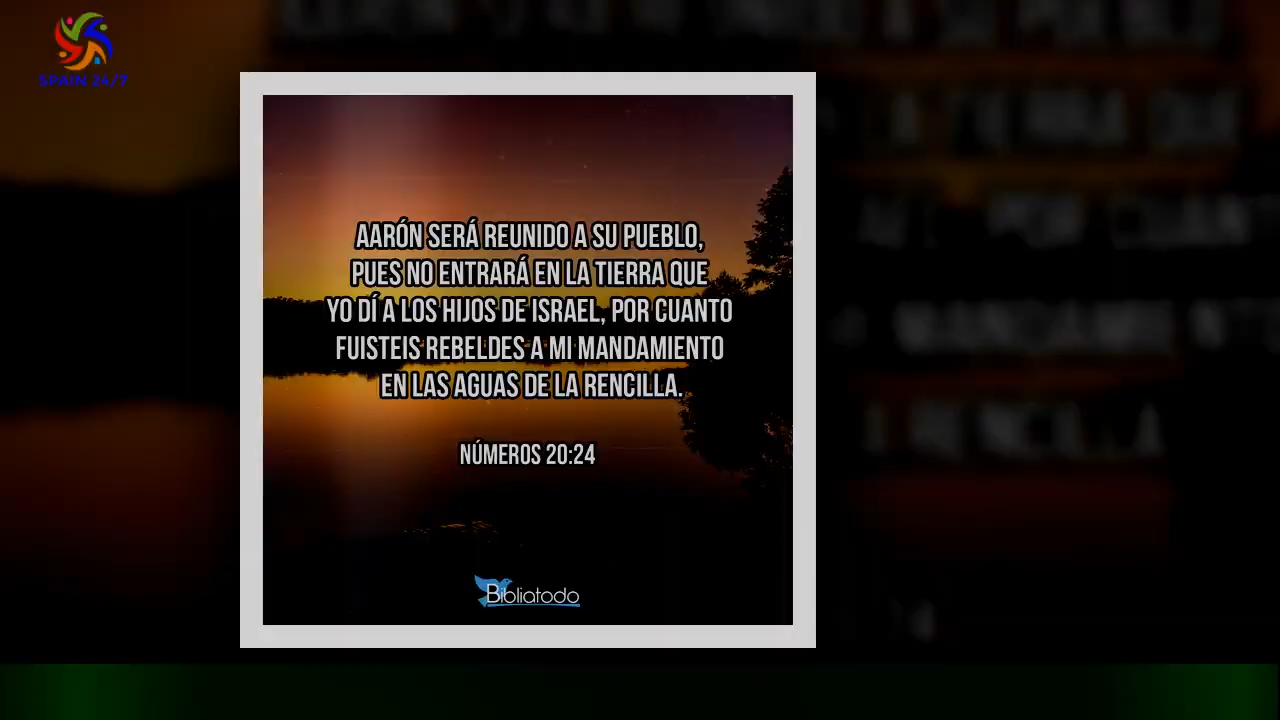 SPAIN 24/7
AARÓN SERÁ REUNIDO A SU PUEBLO,
PUES NO ENTRARÁ EN LA TIERRA QUE
YO DÍ A LOS HIJOS DE ISRAEL, POR CUANTO
FUISTEIS REBELDES A MI MANDAMIENTO
EN LAS AGUAS DE LA RENCILLA.
NÚMEROS 20:24
Bibliatodo